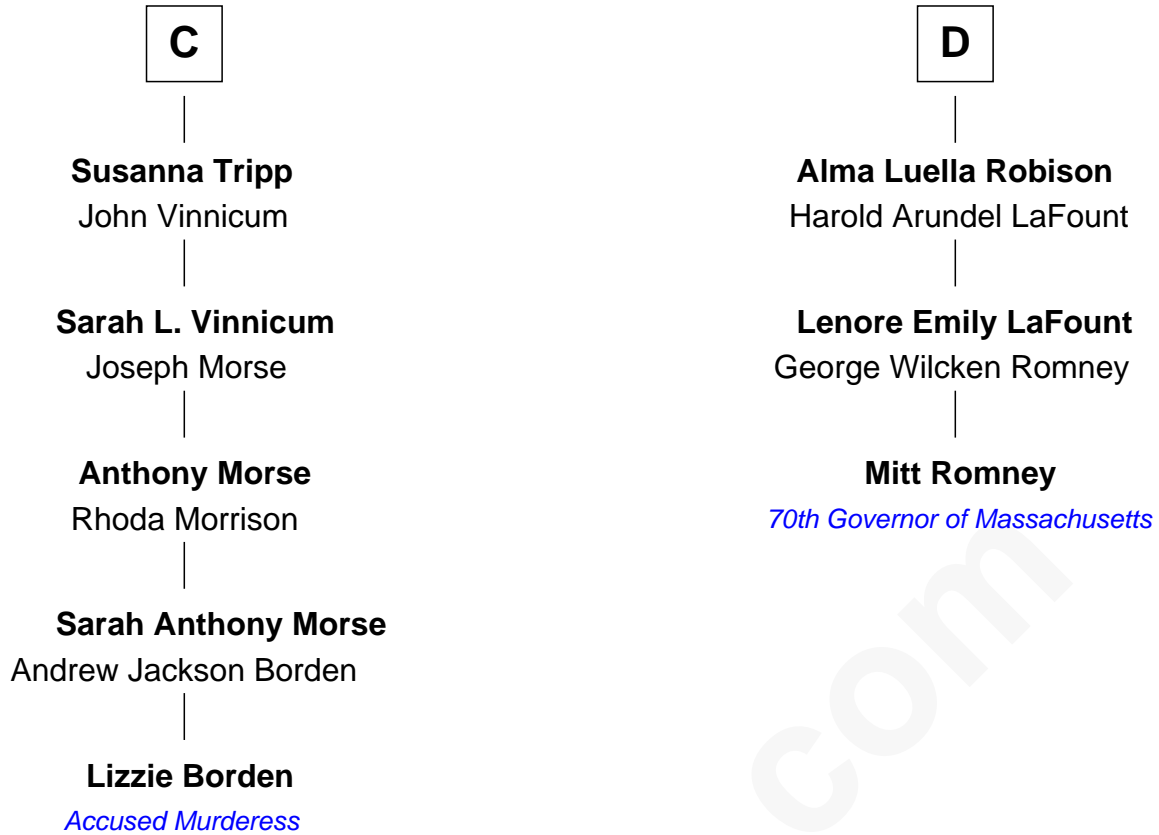 C
Susanna Tripp
John Vinnicum
Sarah L. Vinnicum
Joseph Morse
Anthony Morse
Rhoda Morrison
Sarah Anthony Morse
Andrew Jackson Borden
Lizzie Borden
Accused Murderess
D
Alma Luella Robison
Harold Arundel LaFount
Lenore Emily LaFount
George Wilcken Romney
Mitt Romney
70th Governor of Massachusetts
com